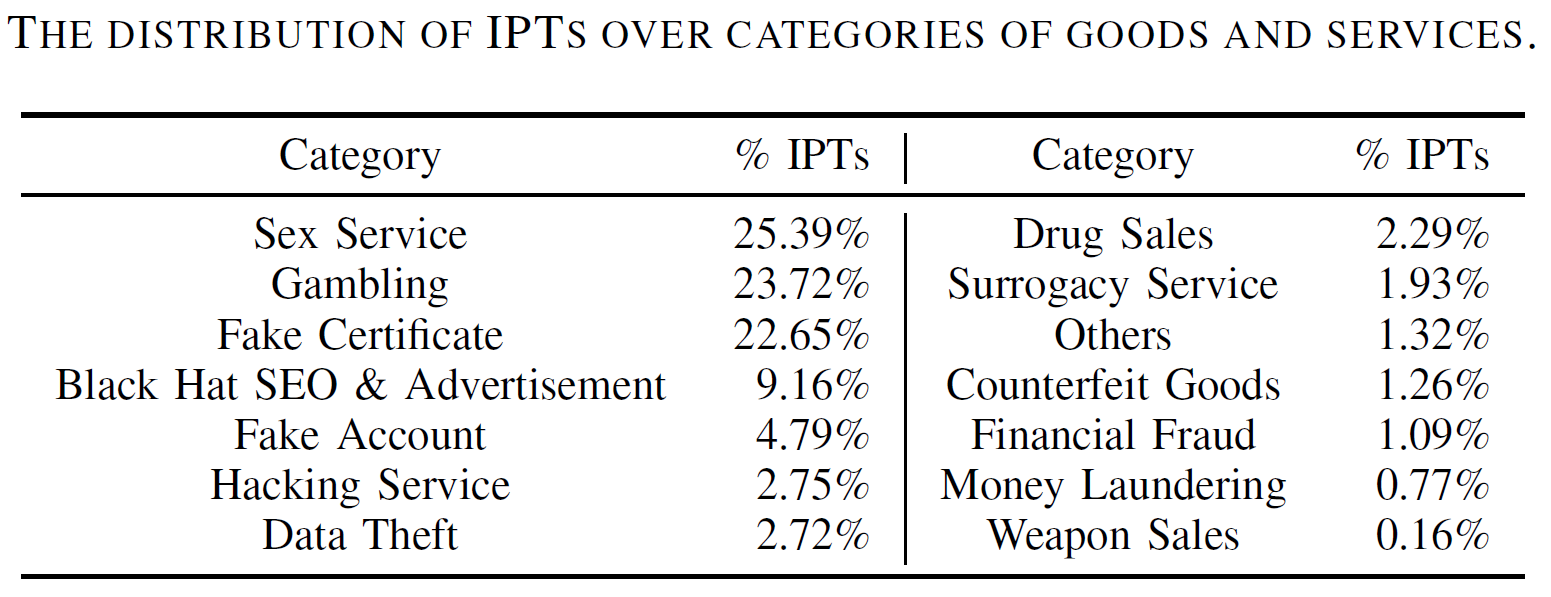 THE DISTRIBUTION OF IPTS OVER CATEGORIES OF GOODS AND SERVICES.
Category % IPTs Category % IPTs
Sex Service 25.39% Drug Sales 2.29%
Gambling 23.72% Surrogacy Service 1.93%
Fake Certificate 22.65% Others 1.32%
Black Hat SEO & Advertisement 9.16% Counterfeit Goods 1.26%
Fake Account 4.79% Financial Fraud 1.09%
Hacking Service 2.75% Money Laundering 0.77%
Data Theft 2.72% Weapon Sales 0.16%